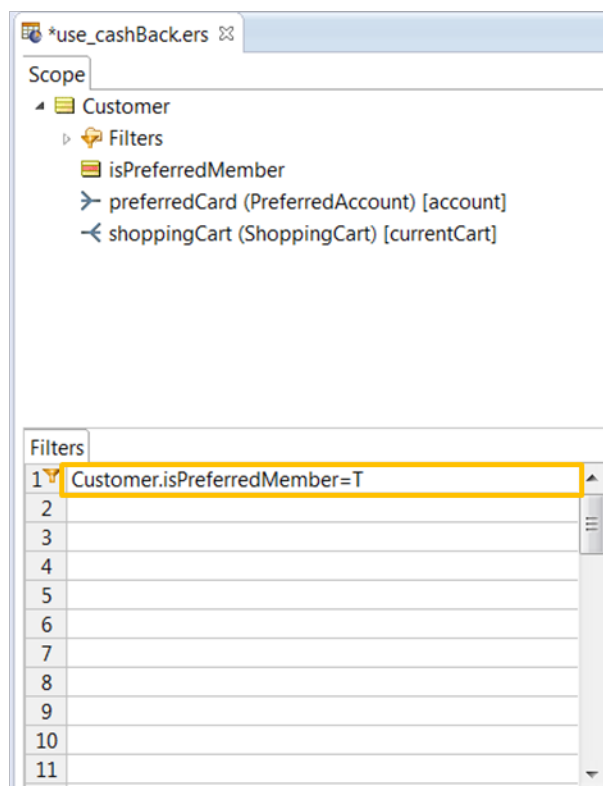 *use_cashBack.ers
Scope
Customer
Filters
isPreferredMember
preferredCard (PreferredAccount) [account]
shoppingCart (ShoppingCart) [currentCart]
Filters
1 Customer.isPreferredMember=T
2
3
4
5
6
7
8
9
10
11